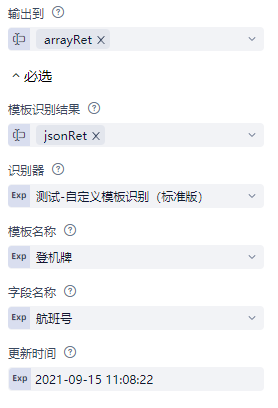 输出到
arrayRet
必选
模板识别结果
jsonRet
识别器
Exp 测试-自定义模板识别（标准版）
模板名称
Exp 登机牌
字段名称
Exp 航班号
更新时间
Exp 2021-09-15 11:08:22